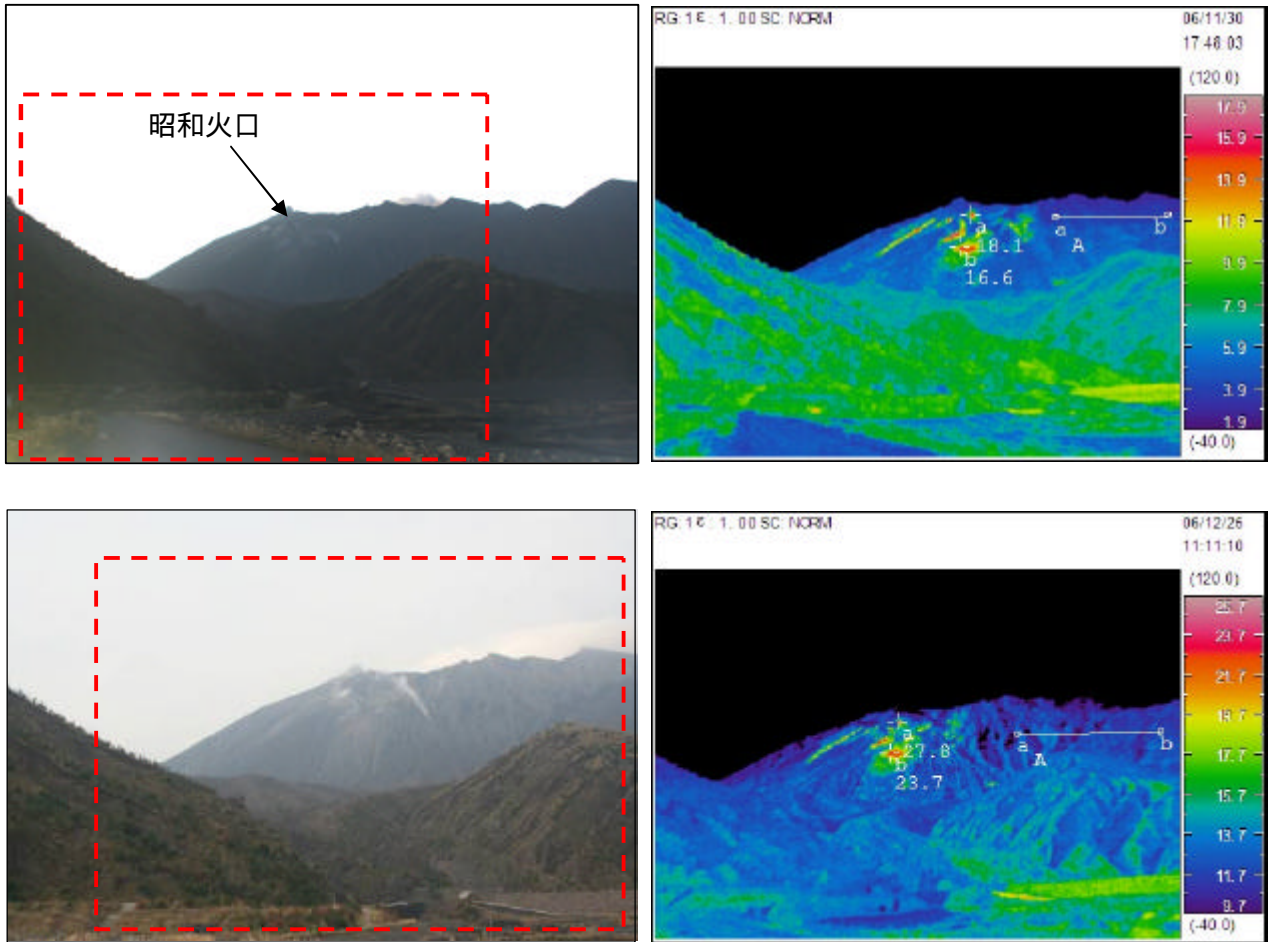 昭和火口
RG: 1 ε : 1. 00 SC: NORM
06/11/30
17:48:03
(120.0)
17.9
15.9
13.9
11.8
9.9
7.9
5.9
3.9
1.9
(-40.0)
a
18.1
b
16.6
a
b
A
RG: 1 ε : 1. 00 SC: NORM
06/12/26
11:11:10
(120.0)
25.7
23.7
21.7
19.7
17.7
15.7
13.7
11.7
9.7
(-40.0)
a
27.8
b
23.7
a
b
A